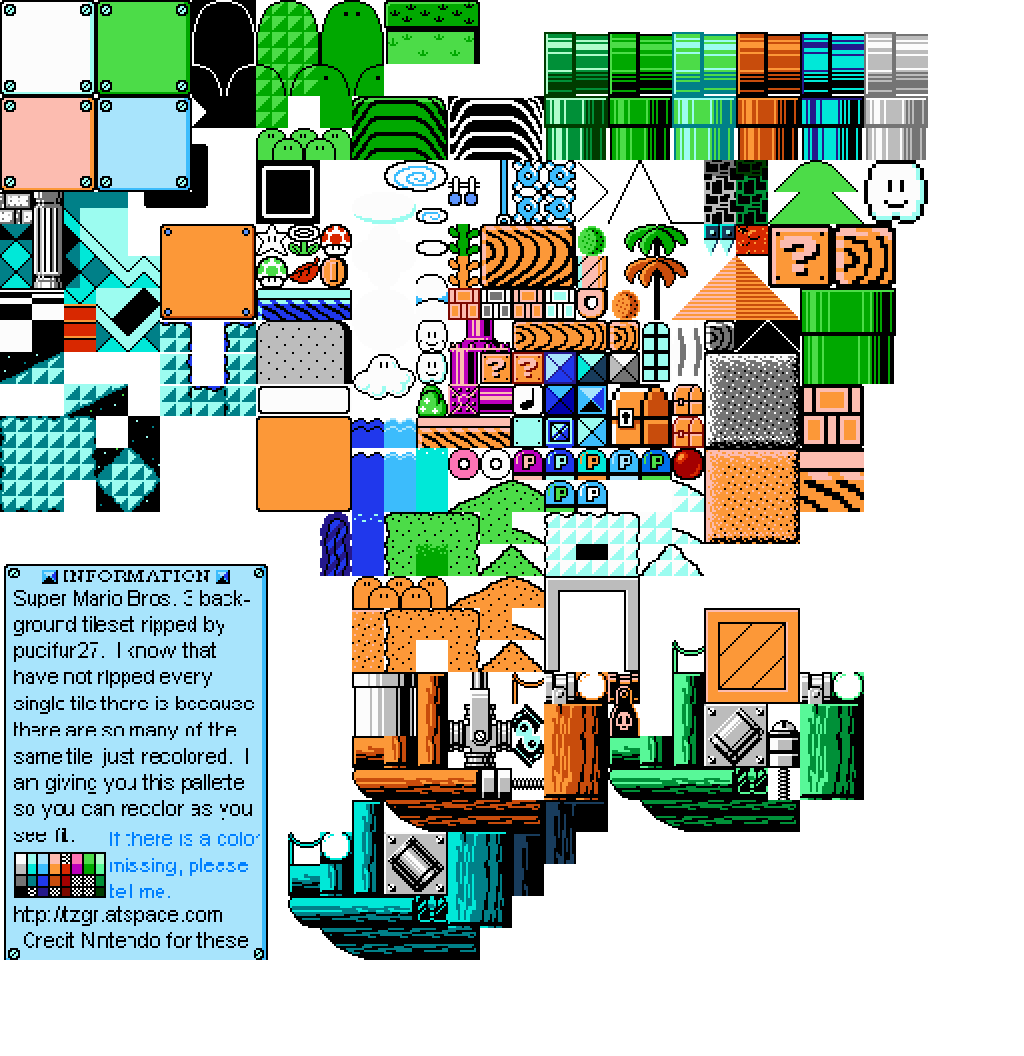 ?
?
? ?
P P P P P
P P
INFORMATION
Super Mario Bros. 3 back-
ground tileset ripped by
pucifur27. I know that
have not ripped every
single tile there is because
there are so many of the
same tile just recolored. I
am giving you this pallette
so you can recolor as you
see fit. If there is a color
missing, please
tell me.
http://tzgr.atspace.com
Credit Nintendo for these